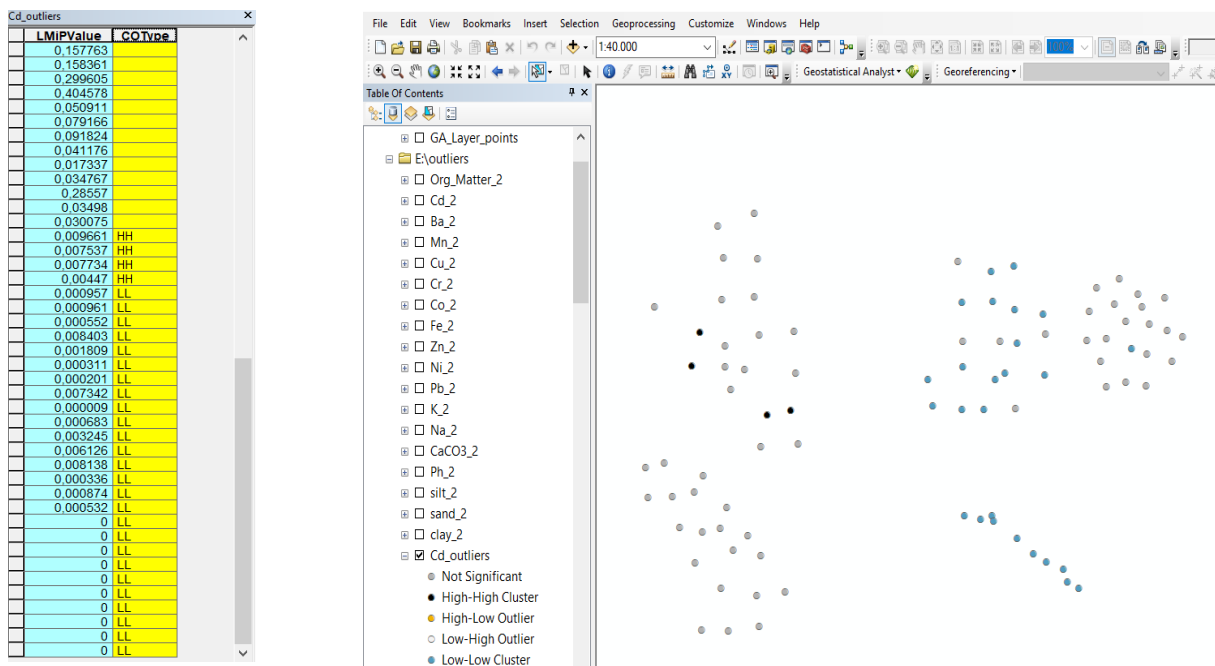 Cd_outliers ×
LMiPValue COType
0,157763
0,158361
0,299605
0,404578
0,050911
0,079166
0,091824
0,041176
0,017337
0,034767
0,28557
0,03498
0,030075
0,009661 HH
0,007537 HH
0,007734 HH
0,00447 HH
0,000957 LL
0,000961 LL
0,000552 LL
0,008403 LL
0,001809 LL
0,000311 LL
0,000201 LL
0,007342 LL
0,000009 LL
0,000683 LL
0,003245 LL
0,006126 LL
0,008138 LL
0,000336 LL
0,000874 LL
0,000532 LL
0 LL
0 LL
0 LL
0 LL
0 LL
0 LL
0 LL
0 LL
0 LL
0 LL
File Edit View Bookmarks Insert Selection Geoprocessing Customize Windows Help
1:40.000
Geostatistical Analyst Georeferencing
Table Of Contents
GA_Layer_points
E:\outliers
Org_Matter_2
Cd_2
Ba_2
Mn_2
Cu_2
Cr_2
Co_2
Fe_2
Zn_2
Ni_2
Pb_2
K_2
Na_2
CaCO3_2
Ph_2
silt_2
sand_2
clay_2
Cd_outliers
Not Significant
High-High Cluster
High-Low Outlier
Low-High Outlier
Low-Low Cluster